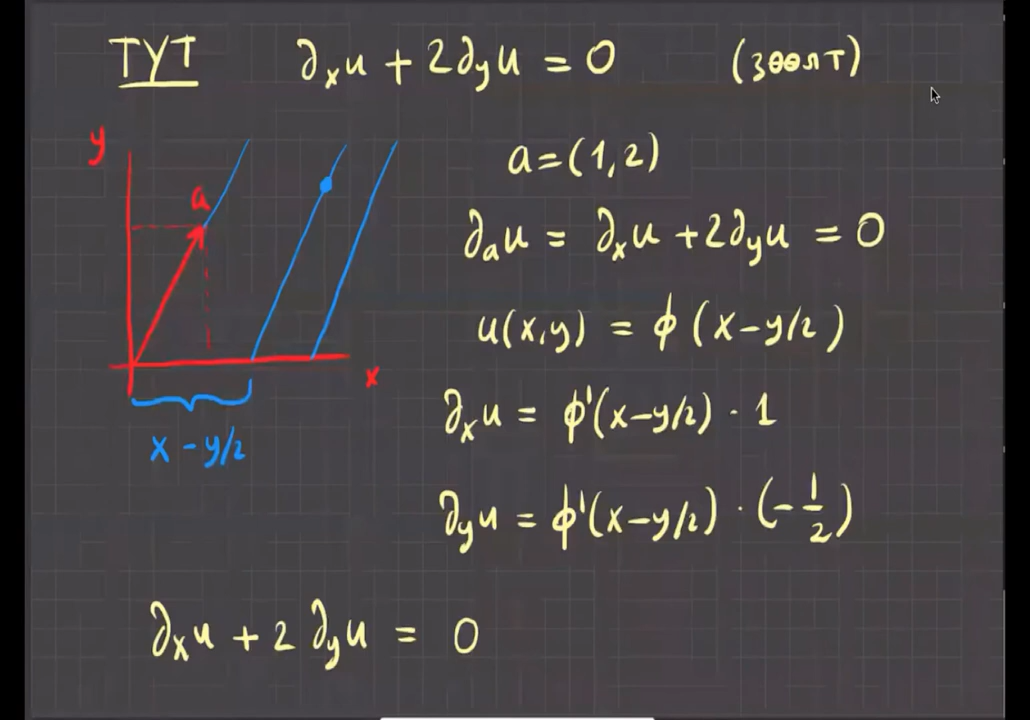 ТУТ ∂ₓu + 2∂ᵧu = 0 (зөөлт)
y
a
x
x - y/2
a = (1,2)
∂ₐu = ∂ₓu + 2∂ᵧu = 0
u(x,y) = ϕ(x-y/2)
∂ₓu = ϕ'(x-y/2) · 1
∂ᵧu = ϕ'(x-y/2) · (-1/2)
∂ₓu + 2∂ᵧu = 0